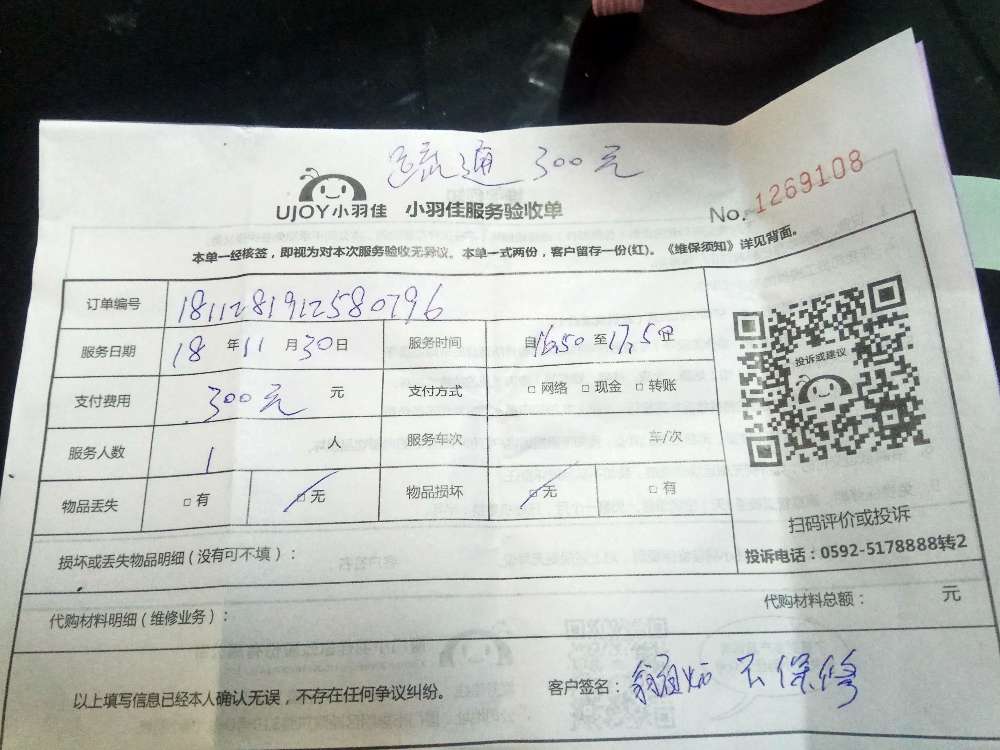 疏通 300元
UJOY小羽佳 小羽佳服务验收单 No. 1269108
本单一经核签，即视为对本次服务验收无异议。本单一式两份，客户留存一份(红)。《维保须知》详见背面。
订单编号 1811281912580796
服务日期 18 年 11 月 30 日 服务时间 自 16:50 至 17:50
支付费用 300元 元 支付方式 □ 网络 □ 现金 □ 转账
服务人数 1 人 服务车次 车/次
物品丢失 □ 有 □ 无 物品损坏 □ 无 □ 有
投诉或建议
扫码评价或投诉
投诉电话：0592-5178888转2
损坏或丢失物品明细（没有可不填）：
代购材料明细（维修业务）： 代购材料总额： 元
以上填写信息已经本人确认无误，不存在任何争议纠纷。 客户签名： 保修